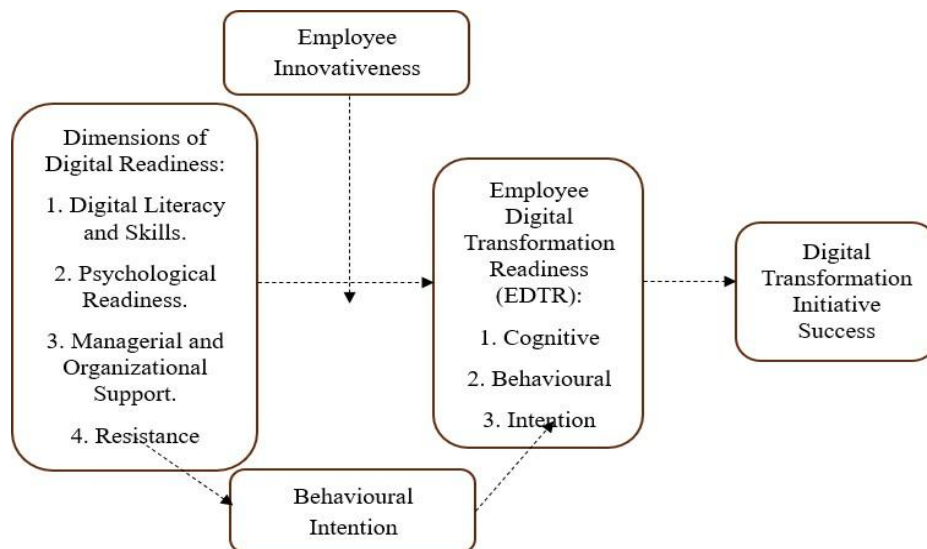 Employee
Innovativeness
Dimensions of
Digital Readiness:
1. Digital Literacy
and Skills.
2. Psychological
Readiness.
3. Managerial and
Organizational
Support.
4. Resistance
Employee
Digital
Transformation
Readiness
(EDTR):
1. Cognitive
2. Behavioural
3. Intention
Digital
Transformation
Initiative
Success
Behavioural
Intention